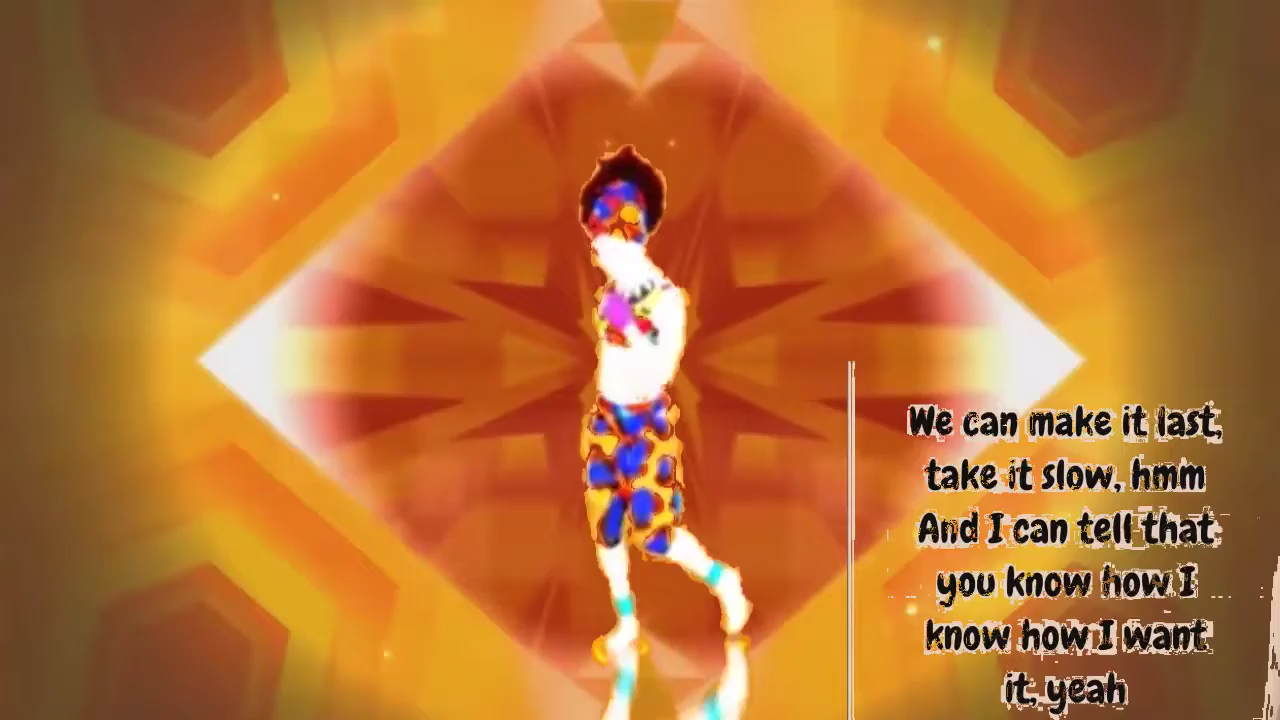 We can make it last,
take it slow, hmm
And I can tell that
you know how I
know how I want
it, yeah